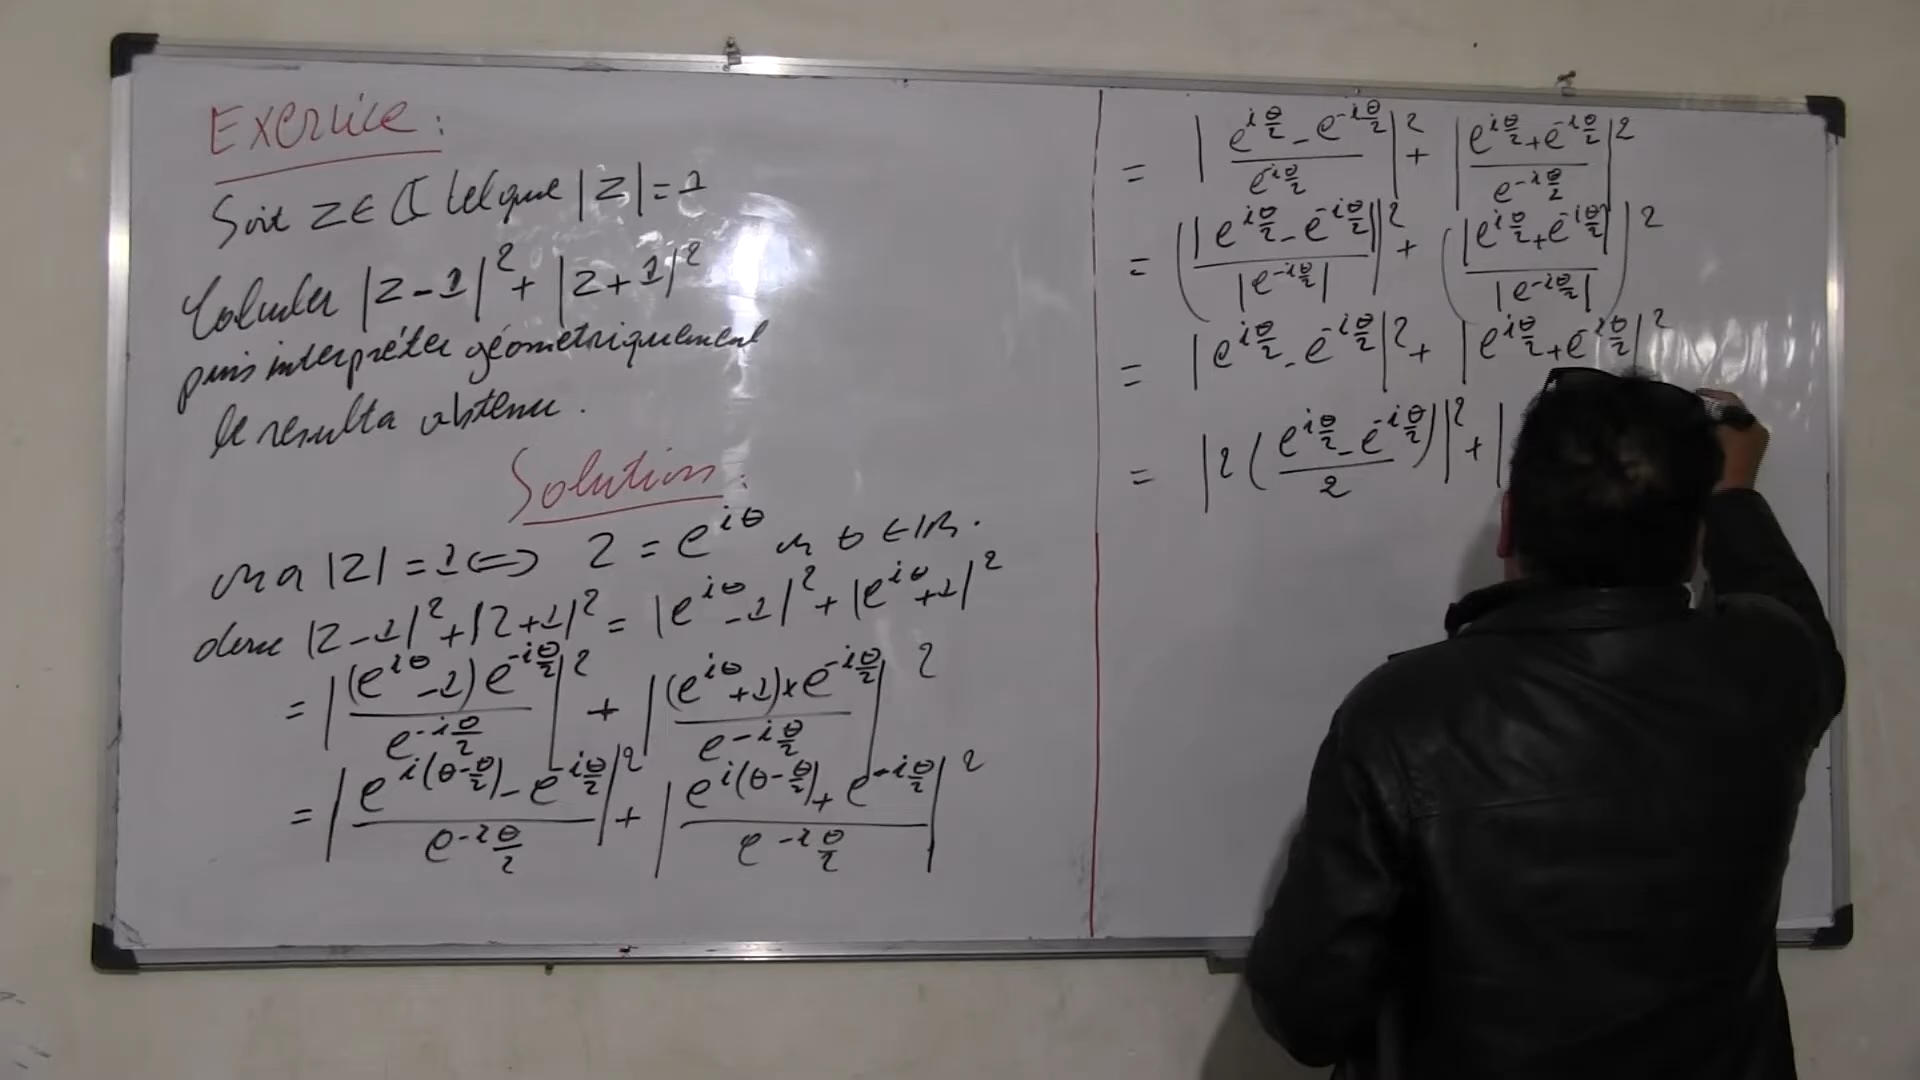 Exercice :
Soit z ∈ ℂ tel que |z| = 1
Calculer |z - 1|² + |z + 1|²
puis interpréter géométriquement
le resulta obtenu .
Solution :
on a |z| = 1 ⟺ z = e^{iθ} où θ ∈ ℝ.
donc |z - 1|² + |z + 1|² = |e^{iθ} - 1|² + |e^{iθ} + 1|²
= |((e^{iθ} - 1) e^{-iθ/2}) / e^{-iθ/2}|² + |((e^{iθ} + 1) × e^{-iθ/2}) / e^{-iθ/2}|²
= |(e^{i(θ - θ/2)} - e^{-iθ/2}) / e^{-iθ/2}|² + |(e^{i(θ - θ/2)} + e^{-iθ/2}) / e^{-iθ/2}|²
= |(e^{iθ/2} - e^{-iθ/2}) / e^{iθ/2}|² + |(e^{iθ/2} + e^{-iθ/2}) / e^{-iθ/2}|²
= (|e^{iθ/2} - e^{-iθ/2}| / |e^{-iθ/2}|)² + (|e^{iθ/2} + e^{-iθ/2}| / |e^{-iθ/2}|)²
= |e^{iθ/2} - e^{-iθ/2}|² + |e^{iθ/2} + e^{-iθ/2}|²
= |2 ((e^{iθ/2} - e^{-iθ/2}) / 2)|² + |